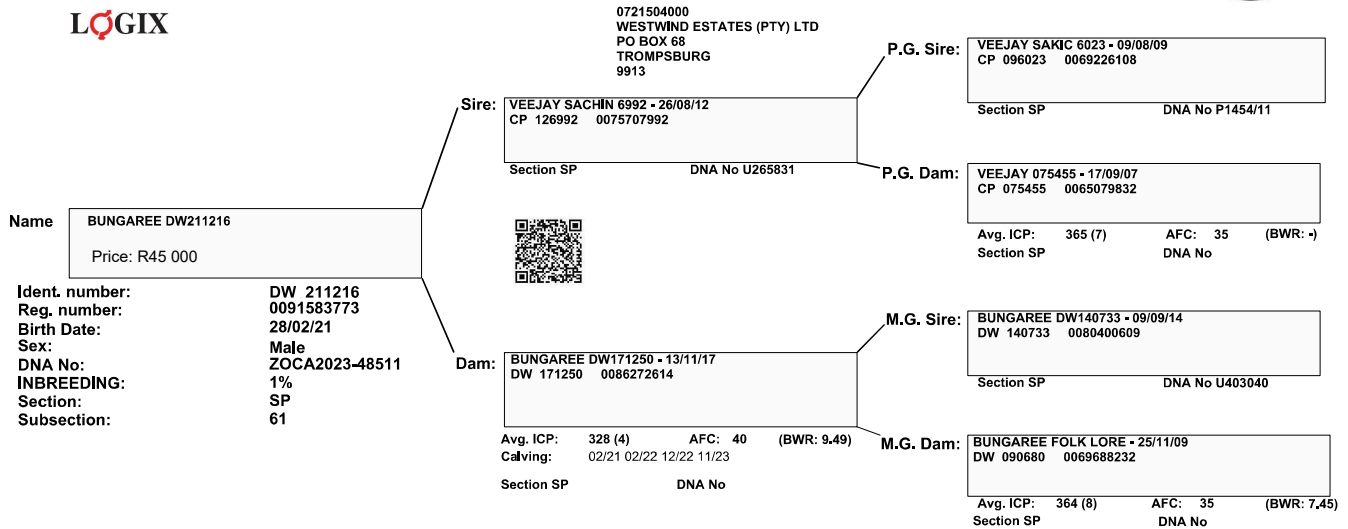 LOGIX
0721504000
WESTWIND ESTATES (PTY) LTD
PO BOX 68
TROMPSBURG
9913
Name BUNGAREE DW211216
Price: R45 000
Ident. number: DW 211216
Reg. number: 0091583773
Birth Date: 28/02/21
Sex: Male
DNA No: ZOCA2023-48511
INBREEDING: 1%
Section: SP
Subsection: 61
Sire: VEEJAY SACHIN 6992 - 26/08/12
CP 126992 0075707992
Section SP DNA No U265831
Dam: BUNGAREE DW171250 - 13/11/17
DW 171250 0086272614
Avg. ICP: 328 (4) AFC: 40 (BWR: 9.49)
Calving: 02/21 02/22 12/22 11/23
Section SP DNA No
P.G. Sire: VEEJAY SAKIC 6023 - 09/08/09
CP 096023 0069226108
Section SP DNA No P1454/11
P.G. Dam: VEEJAY 075455 - 17/09/07
CP 075455 0065079832
Avg. ICP: 365 (7) AFC: 35 (BWR: -)
Section SP DNA No
M.G. Sire: BUNGAREE DW140733 - 09/09/14
DW 140733 0080400609
Section SP DNA No U403040
M.G. Dam: BUNGAREE FOLK LORE - 25/11/09
DW 090680 0069688232
Avg. ICP: 364 (8) AFC: 35 (BWR: 7.45)
Section SP DNA No